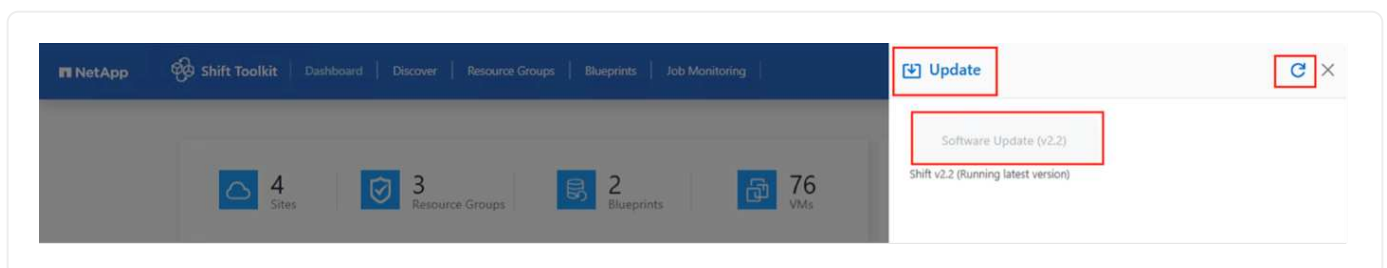 NetApp Shift Toolkit Dashboard Discover Resource Groups Blueprints Job Monitoring
Update
Software Update (v2.2)
Shift v2.2 (Running latest version)
4
Sites
3
Resource Groups
2
Blueprints
76
VMs